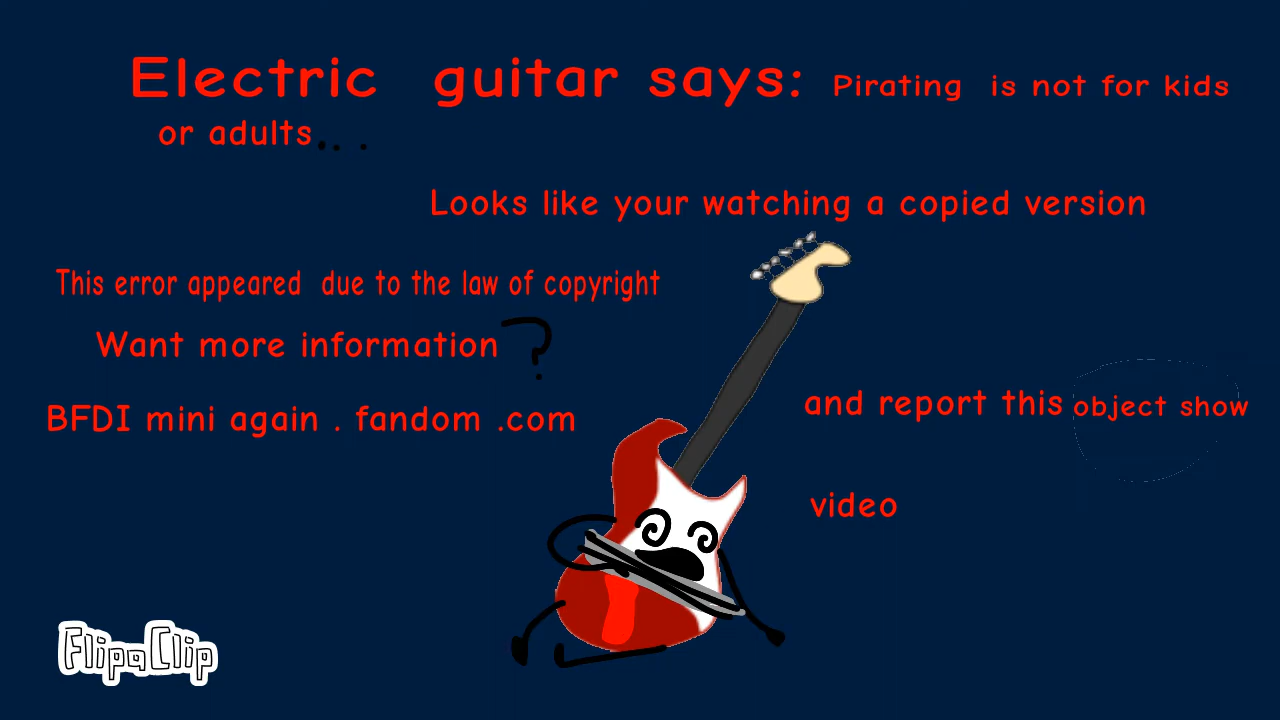 Electric guitar says: Pirating is not for kids
or adults...
Looks like your watching a copied version
This error appeared due to the law of copyright
Want more information ?
BFDI mini again . fandom .com
and report this object show
video
FlipaClip